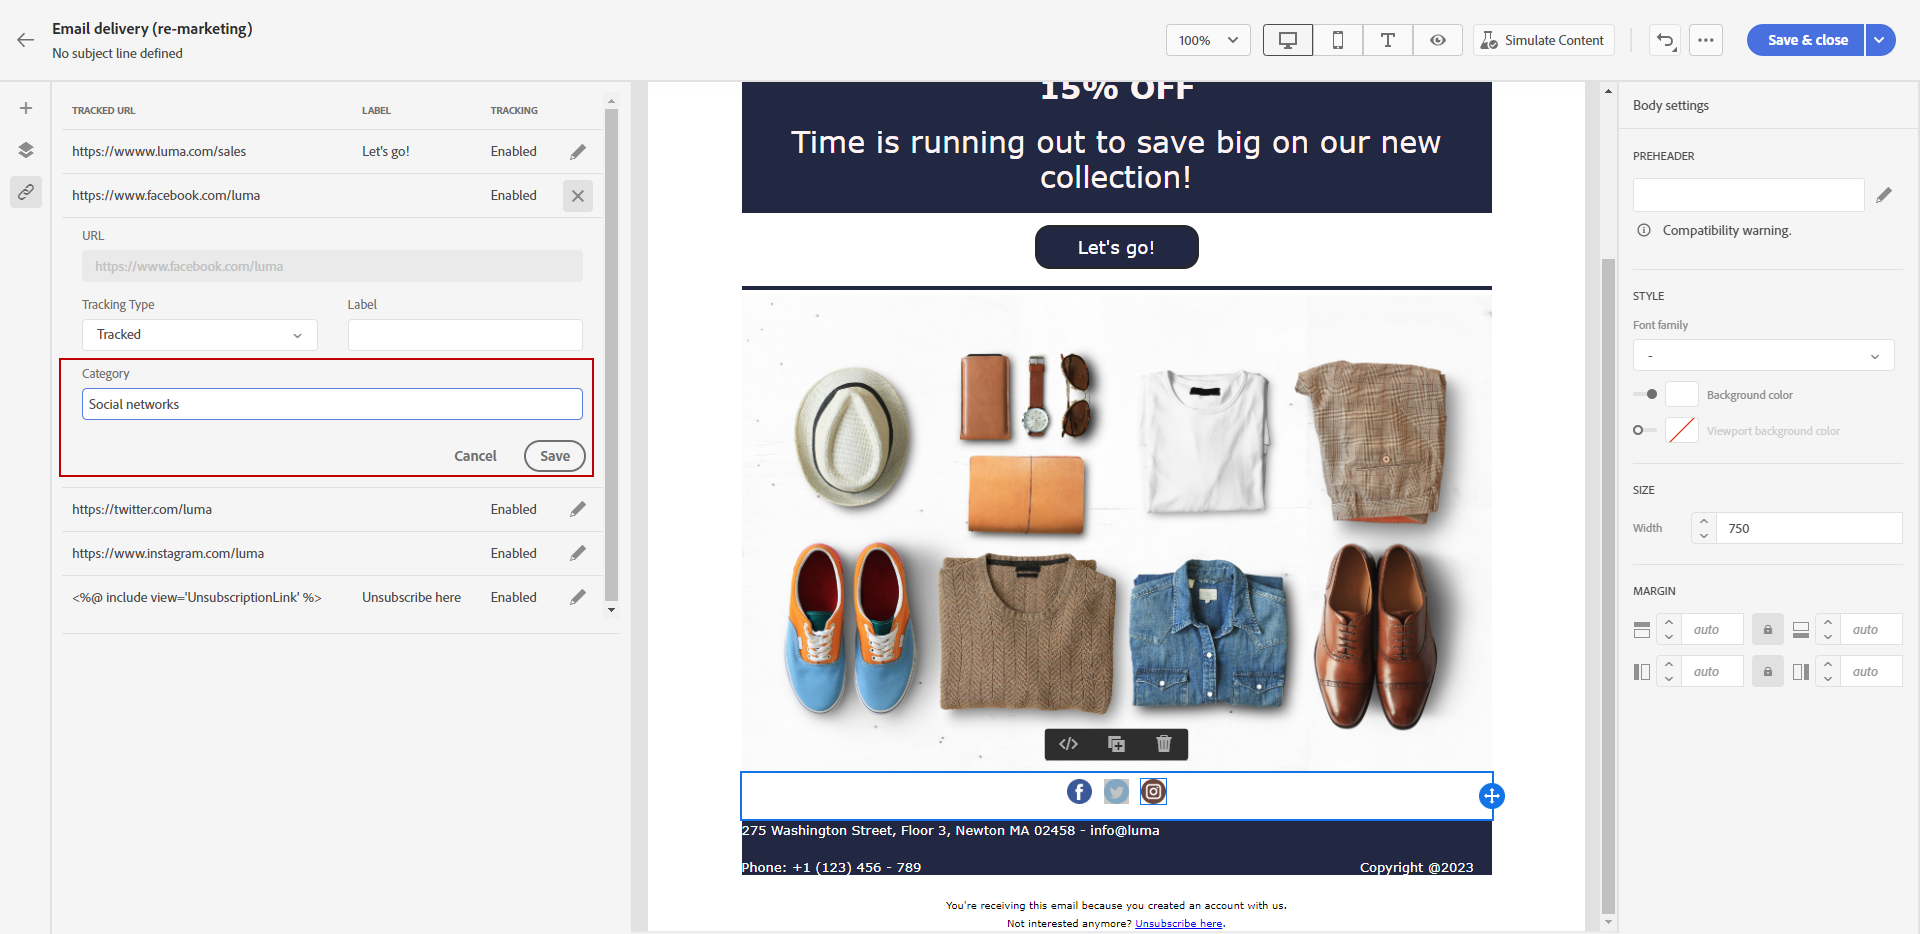 Email delivery (re-marketing)
No subject line defined
100%
Simulate Content
Save & close
TRACKED URL LABEL TRACKING
https://wwww.luma.com/sales Let's go! Enabled
https://www.facebook.com/luma Enabled
URL
https://www.facebook.com/luma
Tracking Type Label
Tracked
Category
Social networks
Cancel Save
https://twitter.com/luma Enabled
https://www.instagram.com/luma Enabled
<%@ include view='UnsubscriptionLink' %> Unsubscribe here Enabled
15% OFF
Time is running out to save big on our new
collection!
Let's go!
275 Washington Street, Floor 3, Newton MA 02458 - info@luma
Phone: +1 (123) 456 - 789 Copyright @2023
You're receiving this email because you created an account with us.
Not interested anymore? Unsubscribe here.
Body settings
PREHEADER
Compatibility warning.
STYLE
Font family
-
Background color
Viewport background color
SIZE
Width 750
MARGIN
auto auto
auto auto